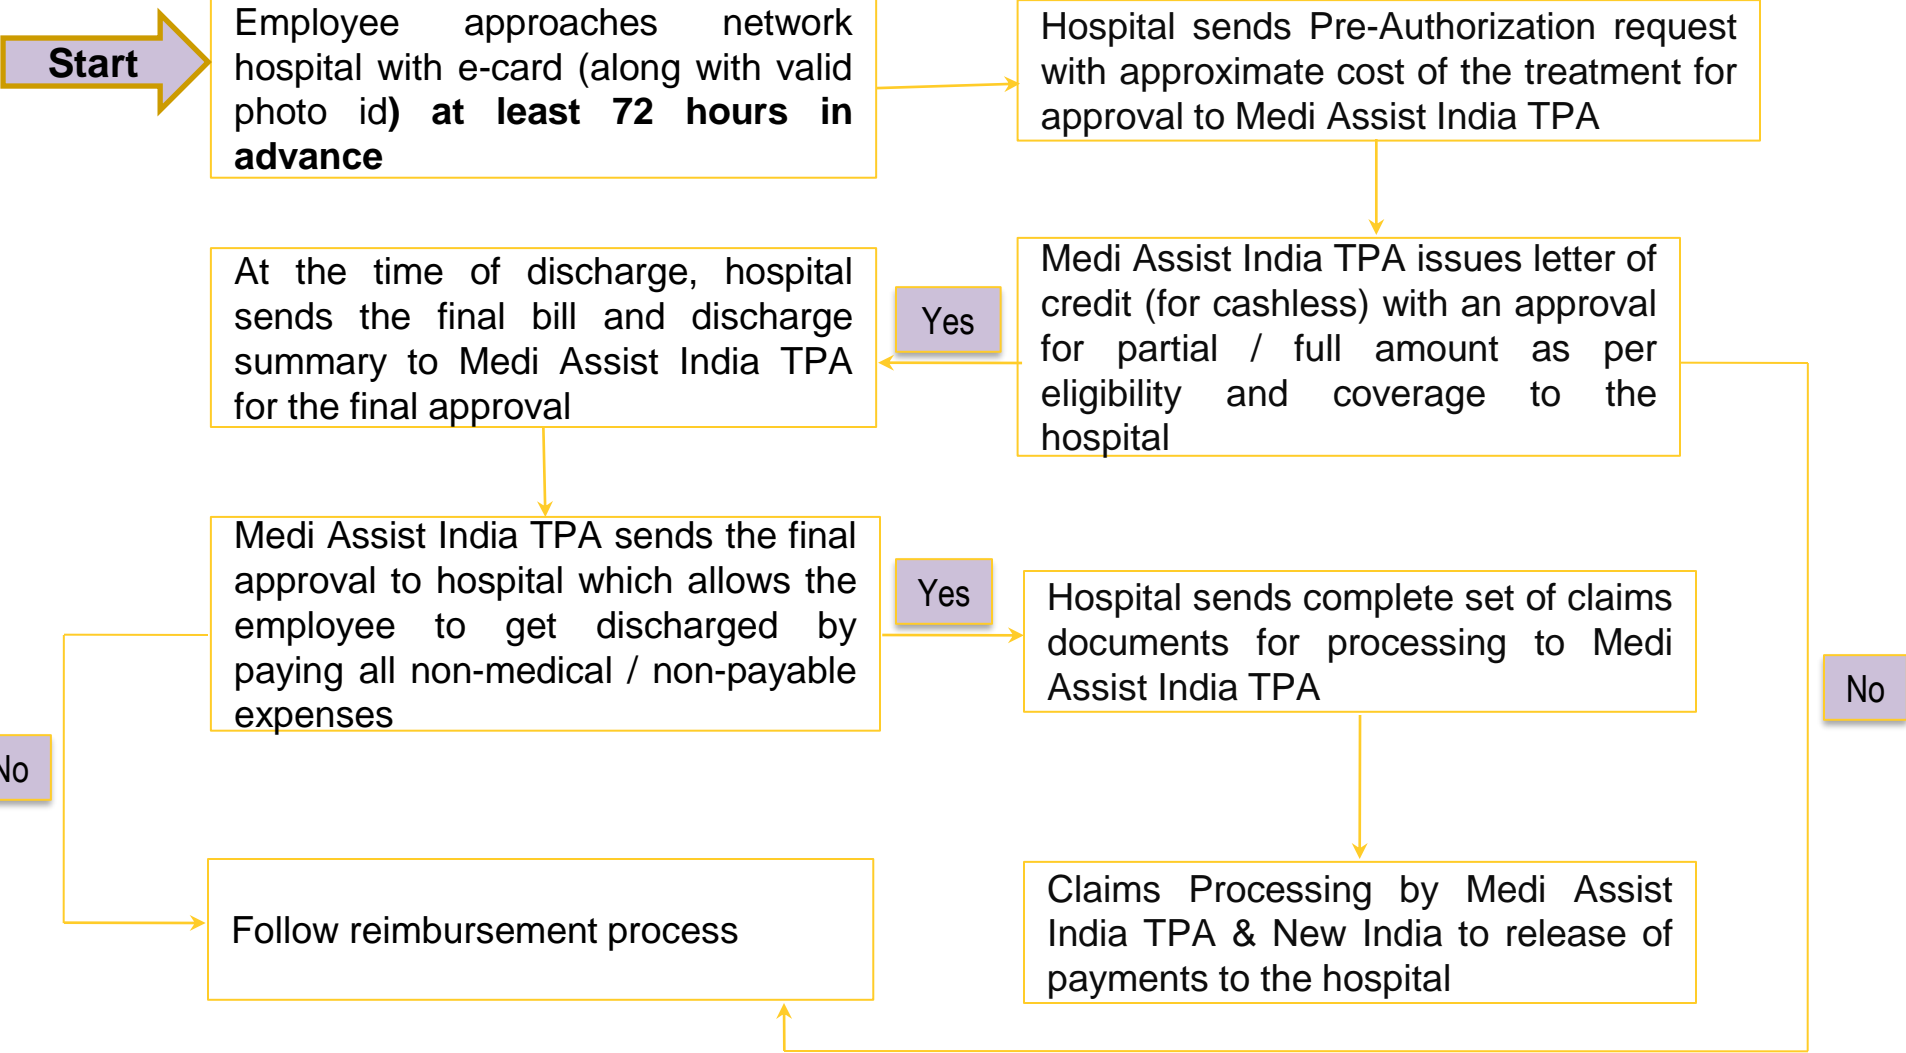 Start
Employee approaches network
hospital with e-card (along with valid
photo id) at least 72 hours in
advance
Hospital sends Pre-Authorization request
with approximate cost of the treatment for
approval to Medi Assist India TPA
At the time of discharge, hospital
sends the final bill and discharge
summary to Medi Assist India TPA
for the final approval
Yes
Medi Assist India TPA issues letter of
credit (for cashless) with an approval
for partial / full amount as per
eligibility and coverage to the
hospital
Medi Assist India TPA sends the final
approval to hospital which allows the
employee to get discharged by
paying all non-medical / non-payable
expenses
Yes
Hospital sends complete set of claims
documents for processing to Medi
Assist India TPA
No
No
Follow reimbursement process
Claims Processing by Medi Assist
India TPA & New India to release of
payments to the hospital